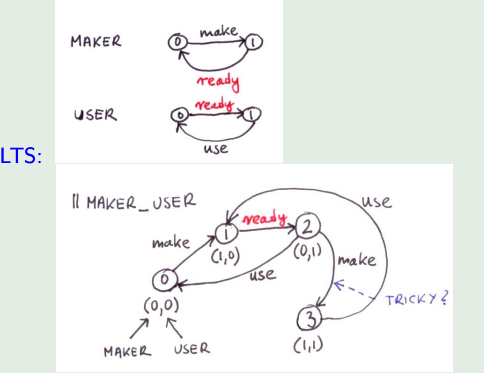 MAKER
0
make
1
ready
USER
0
ready
1
use
LTS:
|| MAKER_USER
use
ready
1
2
make
(1,0)
(0,1)
make
0
use
(0,0)
TRICKY?
3
MAKER USER
(1,1)